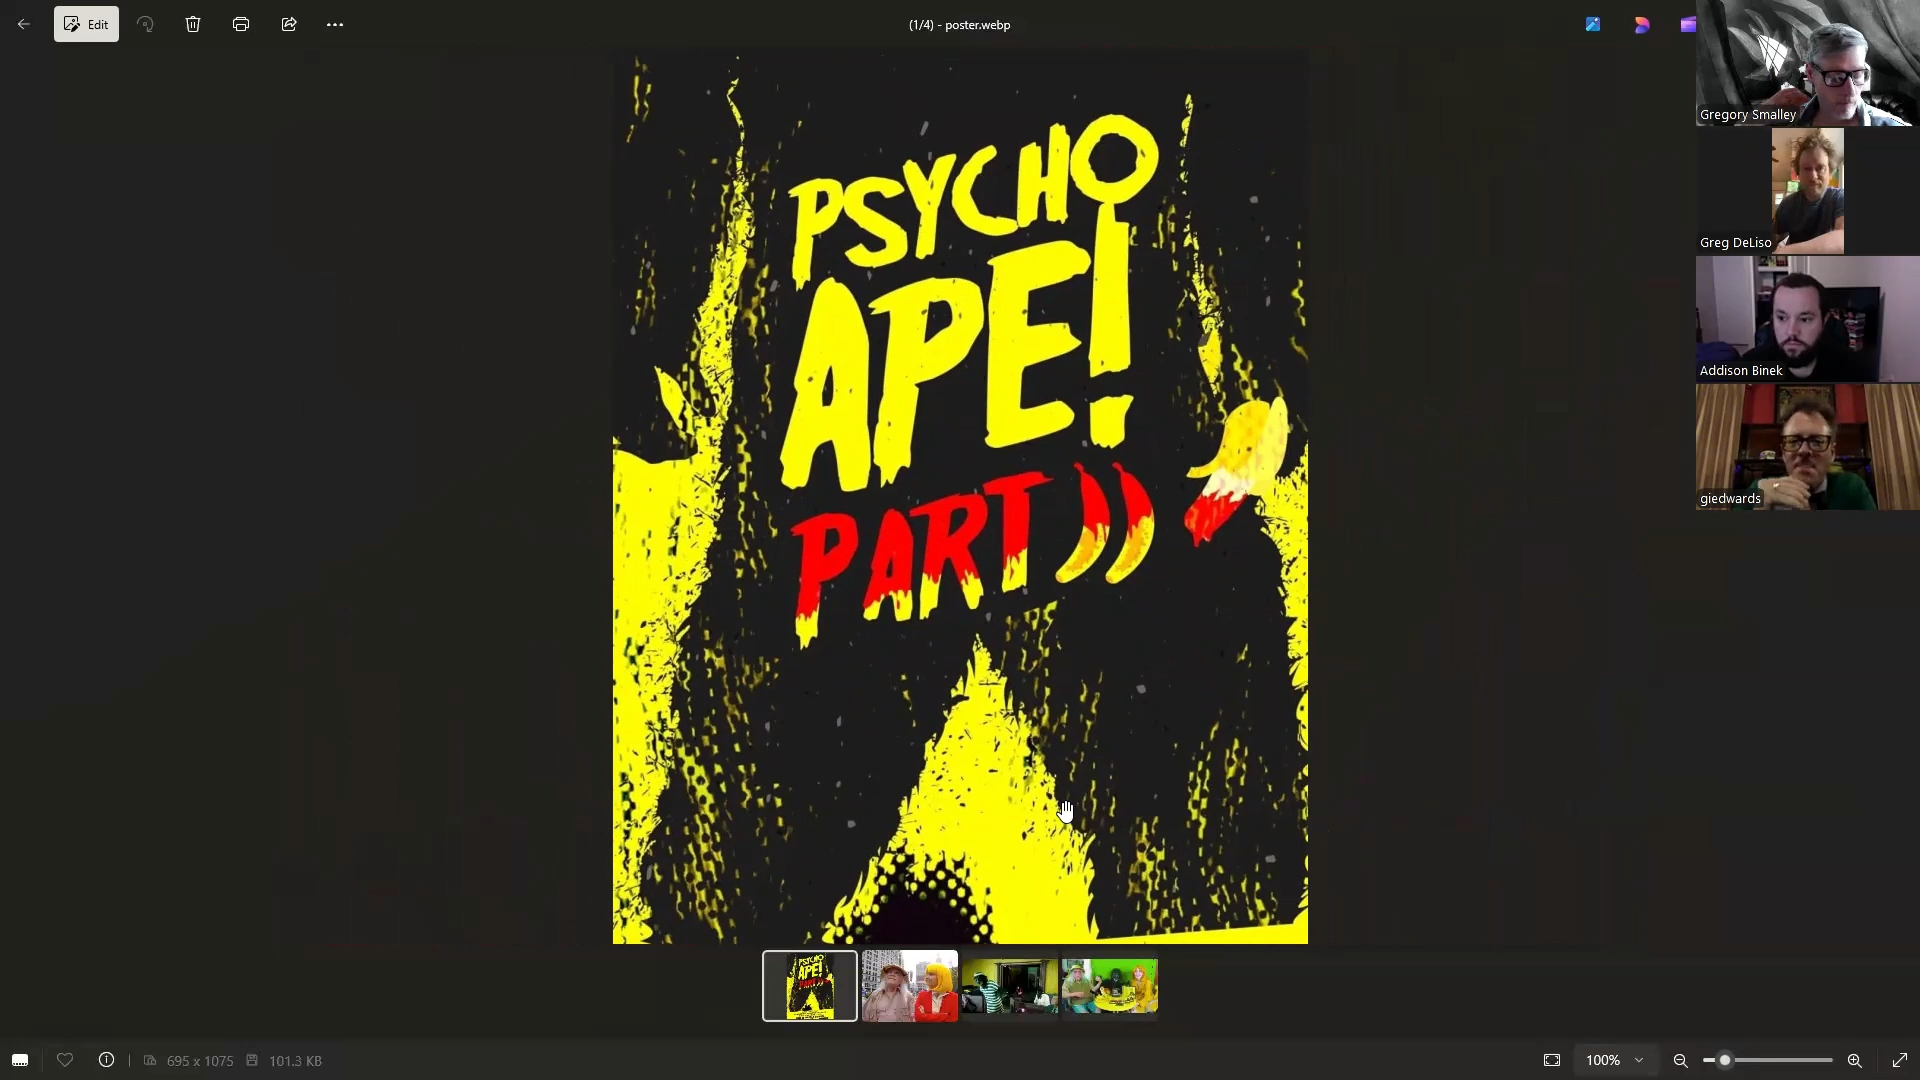 Edit
(1/4) - poster.webp
PSYCHO
APE!
PART
Gregory Smalley
Greg DeLiso
Addison Binek
giedwards
695 x 1075
101.3 KB
100%